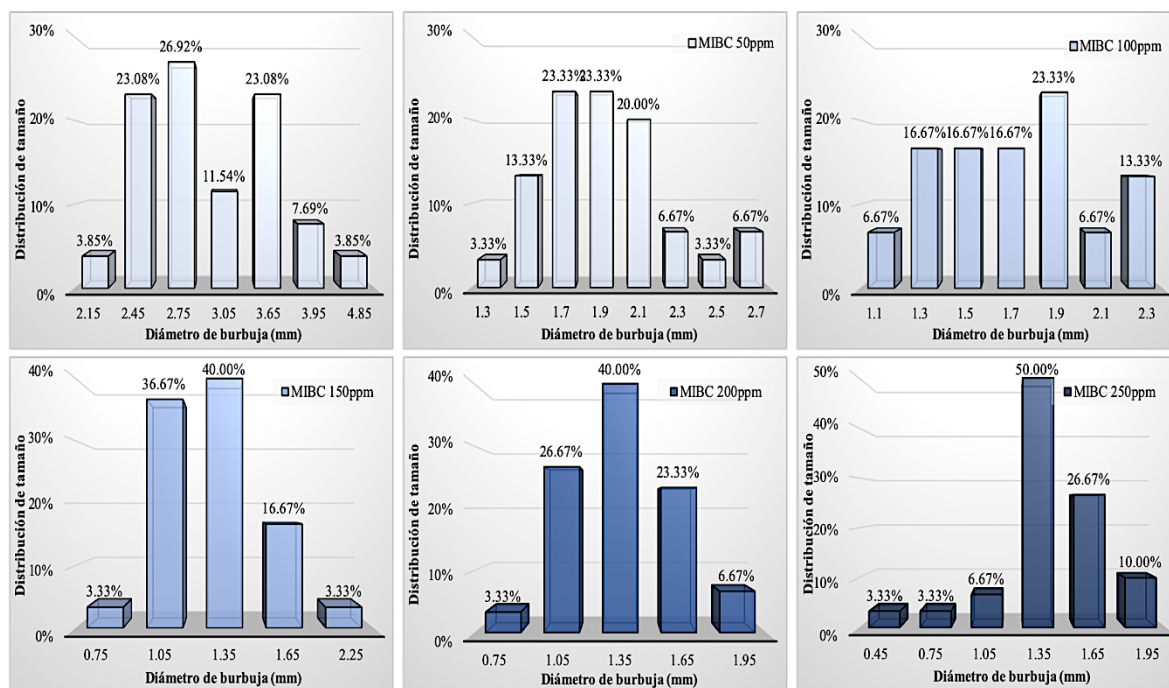 Distribución de tamaño
30%
20%
10%
0%
3.85%
23.08%
26.92%
11.54%
23.08%
7.69%
3.85%
2.15 2.45 2.75 3.05 3.65 3.95 4.85
Diámetro de burbuja (mm)
MIBC 50ppm
Distribución de tamaño
30%
20%
10%
0%
3.33%
13.33%
23.33%
23.33%
20.00%
6.67%
3.33%
6.67%
1.3 1.5 1.7 1.9 2.1 2.3 2.5 2.7
Diámetro de burbuja (mm)
MIBC 100ppm
Distribución de tamaño
30%
20%
10%
0%
6.67%
16.67%
16.67%
16.67%
23.33%
6.67%
13.33%
1.1 1.3 1.5 1.7 1.9 2.1 2.3
Diámetro de burbuja (mm)
MIBC 150ppm
Distribución de tamaño
40%
30%
20%
10%
0%
3.33%
36.67%
40.00%
16.67%
3.33%
0.75 1.05 1.35 1.65 2.25
Diámetro de burbuja (mm)
MIBC 200ppm
Distribución de tamaño
40%
30%
20%
10%
0%
3.33%
26.67%
40.00%
23.33%
6.67%
0.75 1.05 1.35 1.65 1.95
Diámetro de burbuja (mm)
MIBC 250ppm
Distribución de tamaño
50%
40%
30%
20%
10%
0%
3.33%
3.33%
6.67%
50.00%
26.67%
10.00%
0.45 0.75 1.05 1.35 1.65 1.95
Diámetro de burbuja (mm)